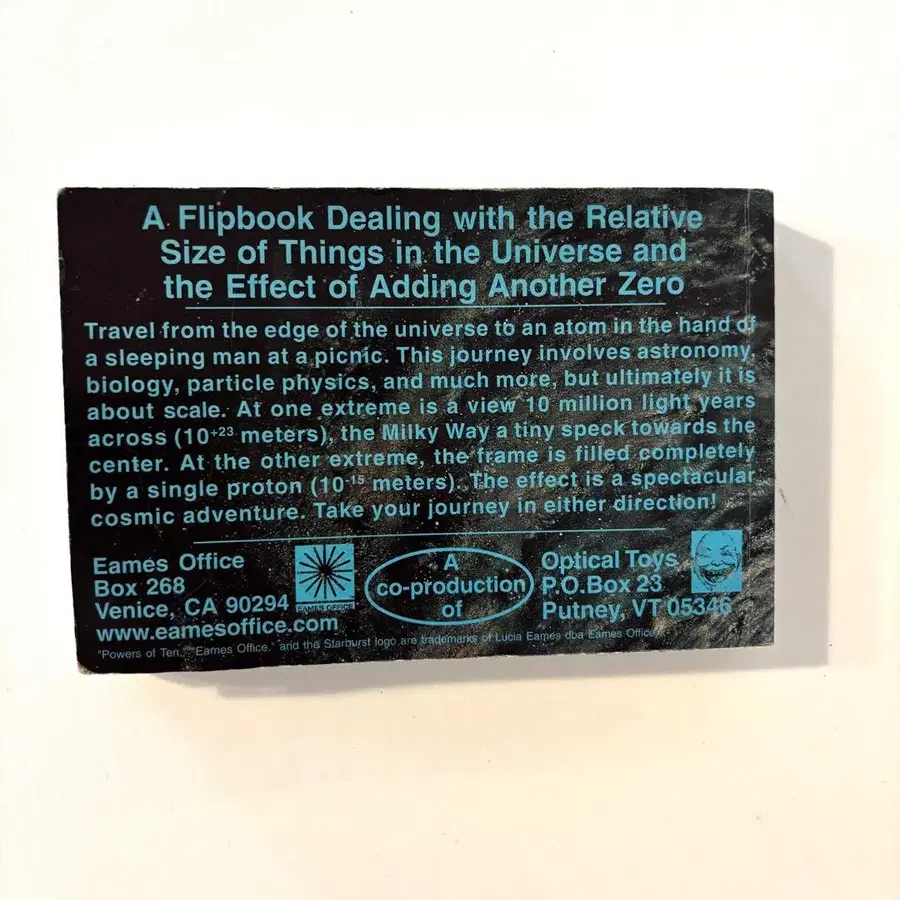 A Flipbook Dealing with the Relative
Size of Things in the Universe and
the Effect of Adding Another Zero
Travel from the edge of the universe to an atom in the hand of
a sleeping man at a picnic. This journey involves astronomy,
biology, particle physics, and much more, but ultimately it is
about scale. At one extreme is a view 10 million light years
across (10⁺²³ meters), the Milky Way a tiny speck towards the
center. At the other extreme, the frame is filled completely
by a single proton (10⁻¹⁵ meters). The effect is a spectacular
cosmic adventure. Take your journey in either direction!
Eames Office
Box 268
Venice, CA 90294
www.eamesoffice.com
EAMES OFFICE
A
co-production
of
Optical Toys
P.O.Box 23
Putney, VT 05346
"Powers of Ten," "Eames Office," and the Starburst logo are trademarks of Lucia Eames dba Eames Office.